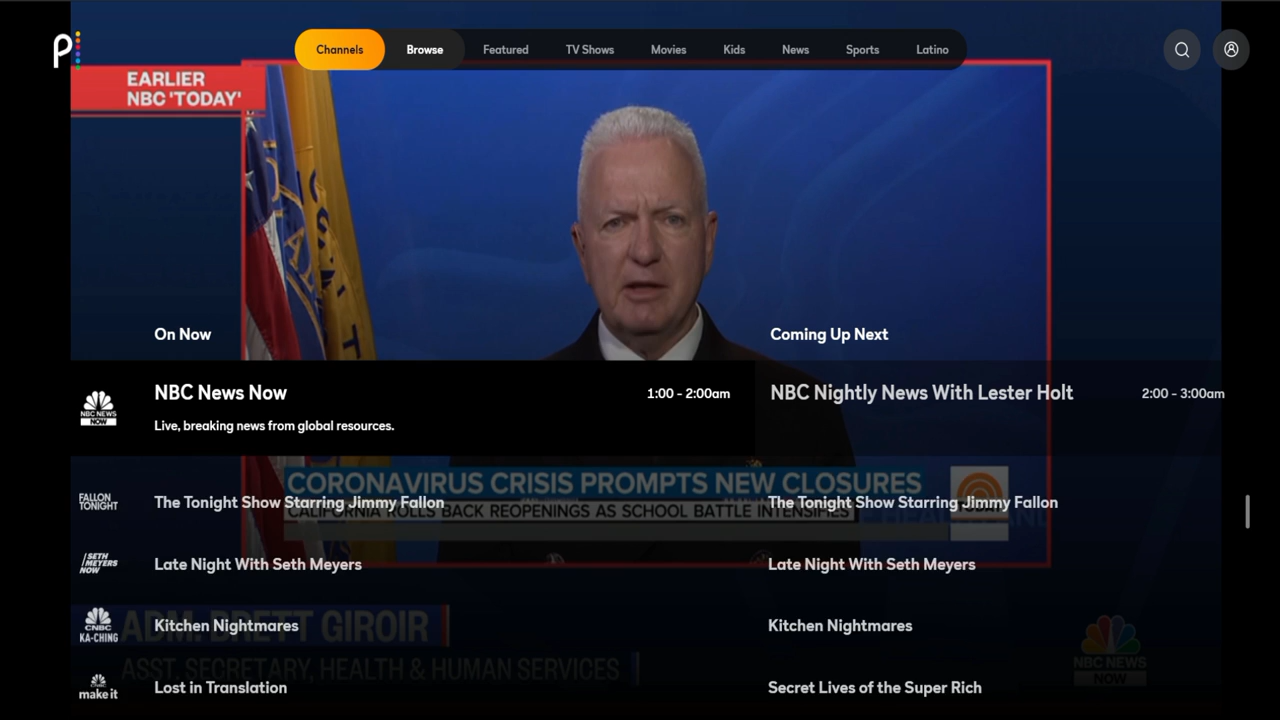 P
Channels
Browse
Featured
TV Shows
Movies
Kids
News
Sports
Latino
EARLIER
NBC 'TODAY'
On Now
Coming Up Next
NBC NEWS
NOW
NBC News Now
1:00 - 2:00am
Live, breaking news from global resources.
NBC Nightly News With Lester Holt
2:00 - 3:00am
CORONAVIRUS CRISIS PROMPTS NEW CLOSURES
CALIFORNIA ROLLS BACK REOPENINGS AS SCHOOL BATTLE INTENSIFIES
FALLON
TONIGHT
The Tonight Show Starring Jimmy Fallon
The Tonight Show Starring Jimmy Fallon
SETH
MEYERS
NOW
Late Night With Seth Meyers
Late Night With Seth Meyers
ADM. BRETT GIROIR
ASST. SECRETARY, HEALTH & HUMAN SERVICES
CNBC
KA-CHING
Kitchen Nightmares
Kitchen Nightmares
make it
Lost in Translation
Secret Lives of the Super Rich
NBC NEWS
NOW